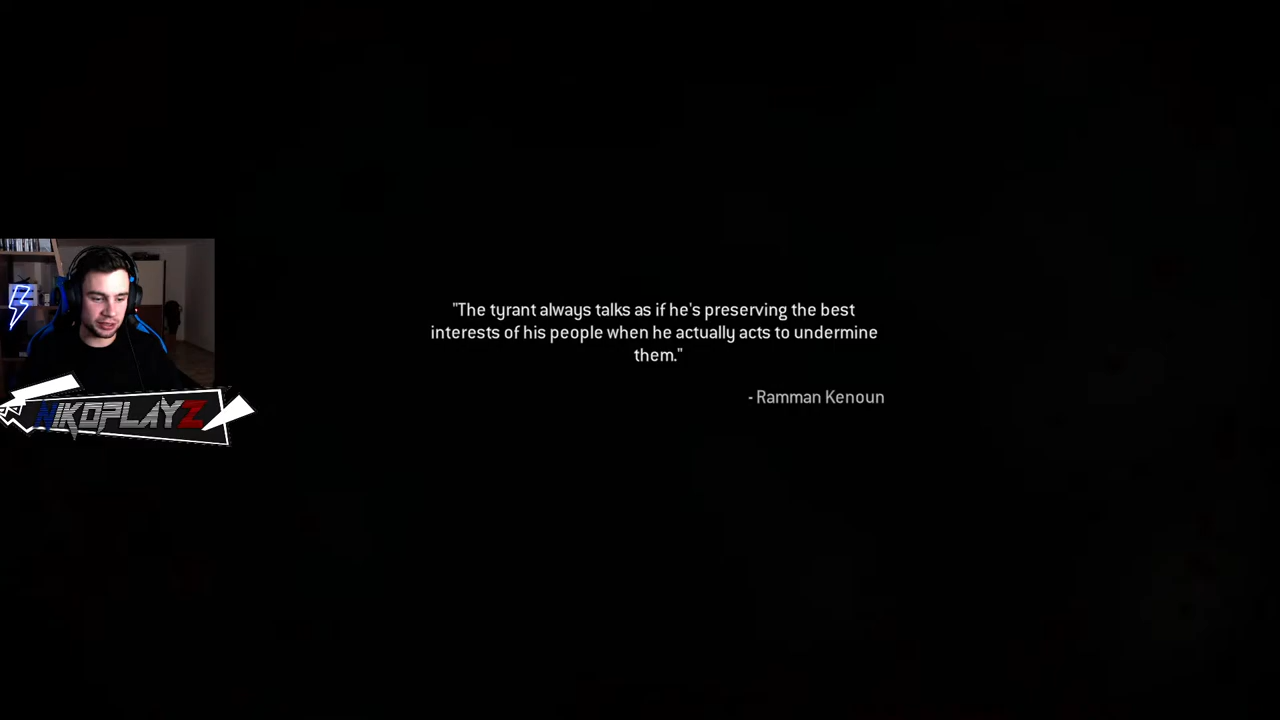 "The tyrant always talks as if he's preserving the best
interests of his people when he actually acts to undermine
them."
- Ramman Kenoun
NIKOPLAYZ